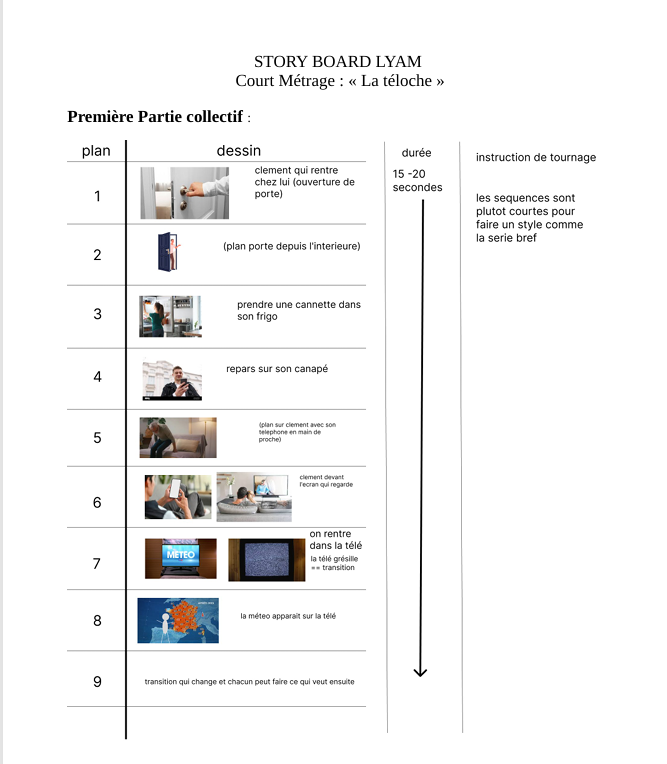 STORY BOARD LYAM
Court Métrage : « La téloche »
Première Partie collectif :
plan
dessin
durée
instruction de tournage
1
clement qui rentre
chez lui (ouverture de
porte)
15 -20
secondes
les sequences sont
plutot courtes pour
faire un style comme
la serie bref
2
(plan porte depuis l'interieure)
3
prendre une cannette dans
son frigo
4
repars sur son canapé
5
(plan sur clement avec son
telephone en main de
proche)
6
clement devant
l'ecran qui regarde
7
METEO
on rentre
dans la télé
la télé grésille
== transition
8
la méteo apparait sur la télé
9
transition qui change et chacun peut faire ce qui veut ensuite